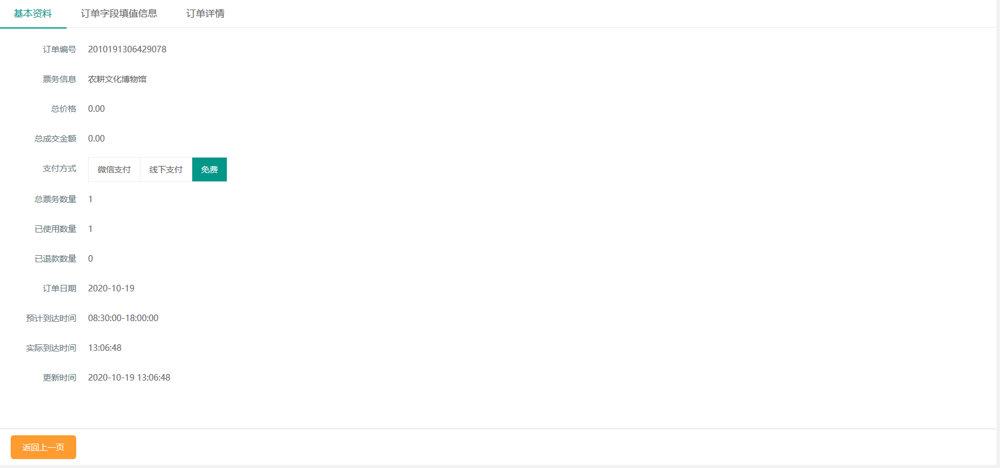 基本资料 订单字段填值信息 订单详情
订单编号 2010191306429078
票务信息 农耕文化博物馆
总价格 0.00
总成交金额 0.00
支付方式 微信支付 线下支付 免费
总票务数量 1
已使用数量 1
已退款数量 0
订单日期 2020-10-19
预计到达时间 08:30:00-18:00:00
实际到达时间 13:06:48
更新时间 2020-10-19 13:06:48
返回上一页